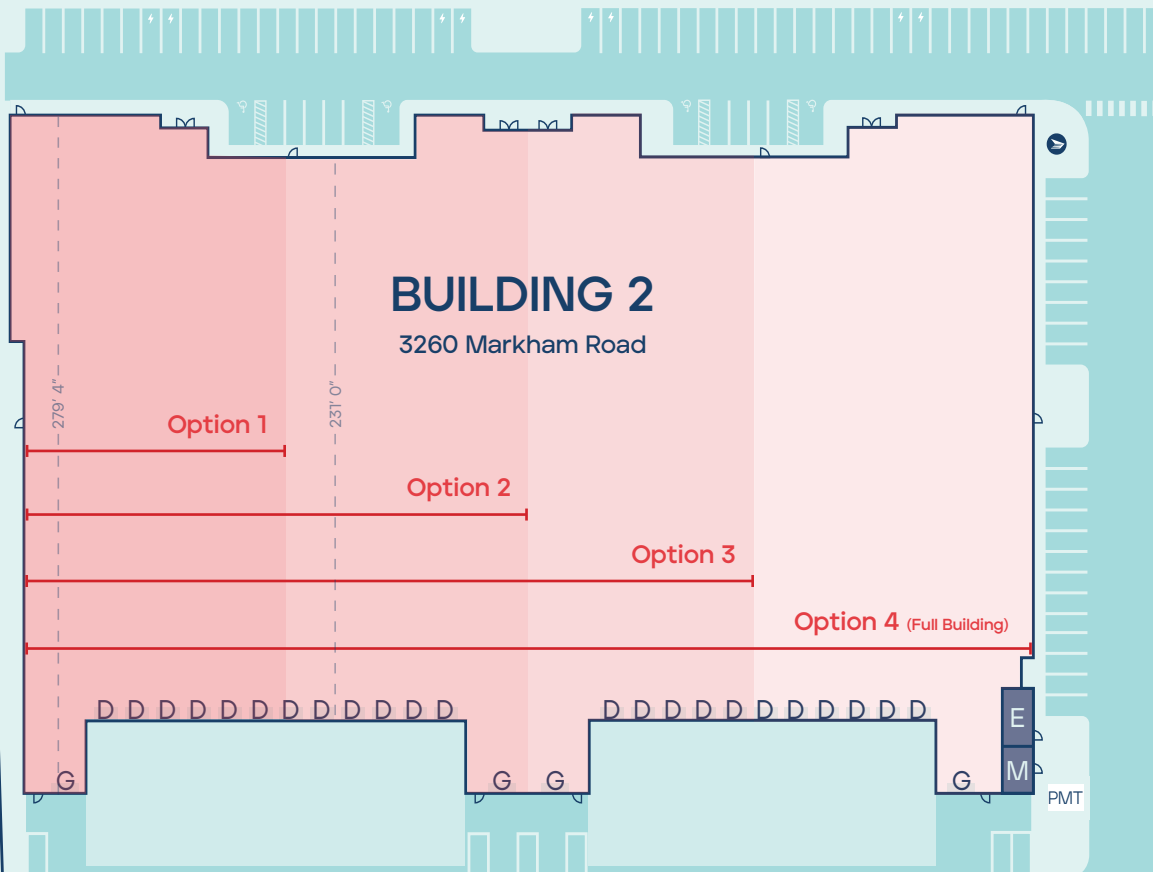 BUILDING 2
3260 Markham Road
279' 4"
231' 0"
Option 1
Option 2
Option 3
Option 4 (Full Building)
D D D D D D D D D D D D
D D D D D D D D D D D
E
G
G G
G
M
PMT